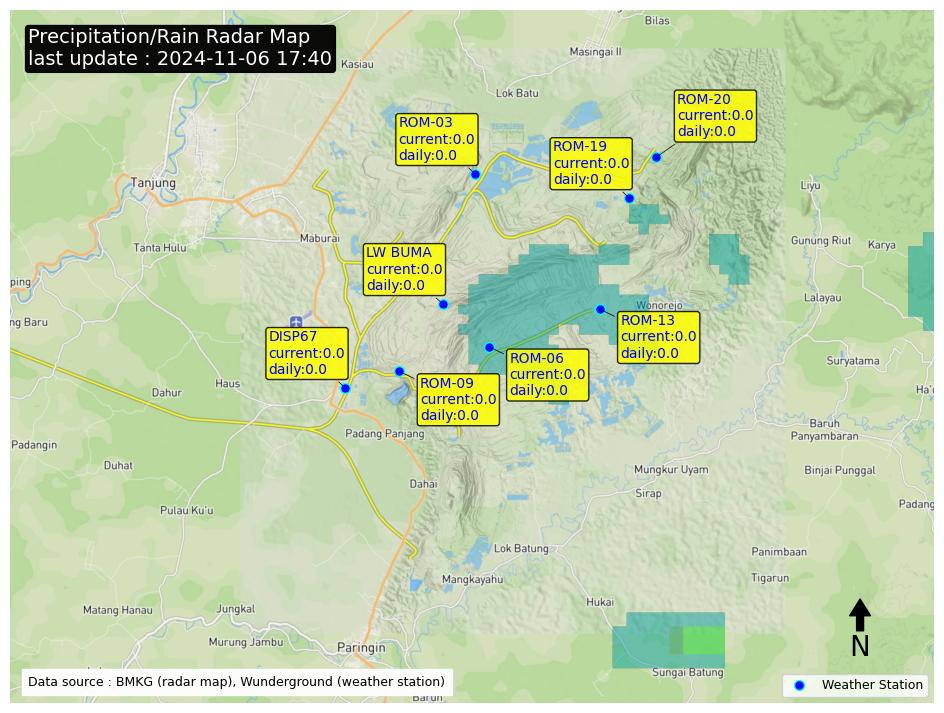 Precipitation/Rain Radar Map
last update : 2024-11-06 17:40
Bilas
Masingai II
Kasiau
Lok Batu
ROM-20
current:0.0
daily:0.0
ROM-03
current:0.0
daily:0.0
ROM-19
current:0.0
daily:0.0
Tanjung
Liyu
Maburai
Tanta Hulu
Gunung Riut
Karya
LW BUMA
current:0.0
daily:0.0
ping
Lalayau
Wonorejo
ng Baru
ROM-13
current:0.0
daily:0.0
DISP67
current:0.0
daily:0.0
ROM-06
current:0.0
daily:0.0
Suryatama
ROM-09
current:0.0
daily:0.0
Haus
Dahur
Ha'o
Baruh
Panyambaran
Padang Panjang
Padangin
Duhat
Mungkur Uyam
Binjai Punggal
Dahai
Sirap
Padang
Pulau Ku'u
Lok Batung
Panimbaan
Mangkayahu
Tigarun
Hukai
Matang Hanau
Jungkal
Murung Jambu
Paringin
N
Sungai Batung
Data source : BMKG (radar map), Wunderground (weather station)
Weather Station
Barun